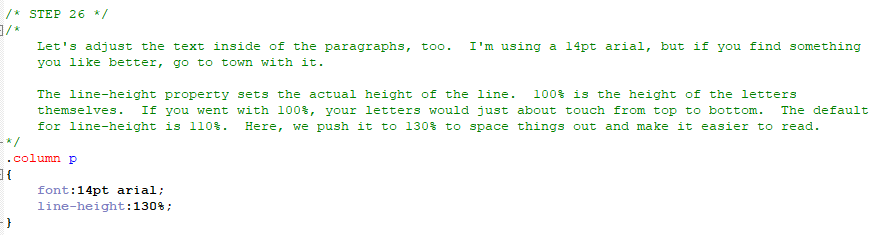 /* STEP 26 */
/*
Let's adjust the text inside of the paragraphs, too.  I'm using a 14pt arial, but if you find something
you like better, go to town with it.
The line-height property sets the actual height of the line.  100% is the height of the letters
themselves.  If you went with 100%, your letters would just about touch from top to bottom.  The default
for line-height is 110%.  Here, we push it to 130% to space things out and make it easier to read.
*/
.column p
{
font:14pt arial;
line-height:130%;
}